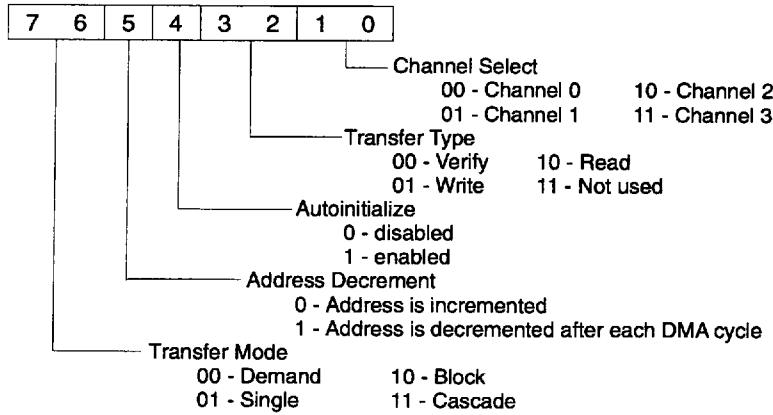 7 6 5 4 3 2 1 0
Channel Select
00 - Channel 0 10 - Channel 2
01 - Channel 1 11 - Channel 3
Transfer Type
00 - Verify 10 - Read
01 - Write 11 - Not used
Autoinitialize
0 - disabled
1 - enabled
Address Decrement
0 - Address is incremented
1 - Address is decremented after each DMA cycle
Transfer Mode
00 - Demand 10 - Block
01 - Single 11 - Cascade